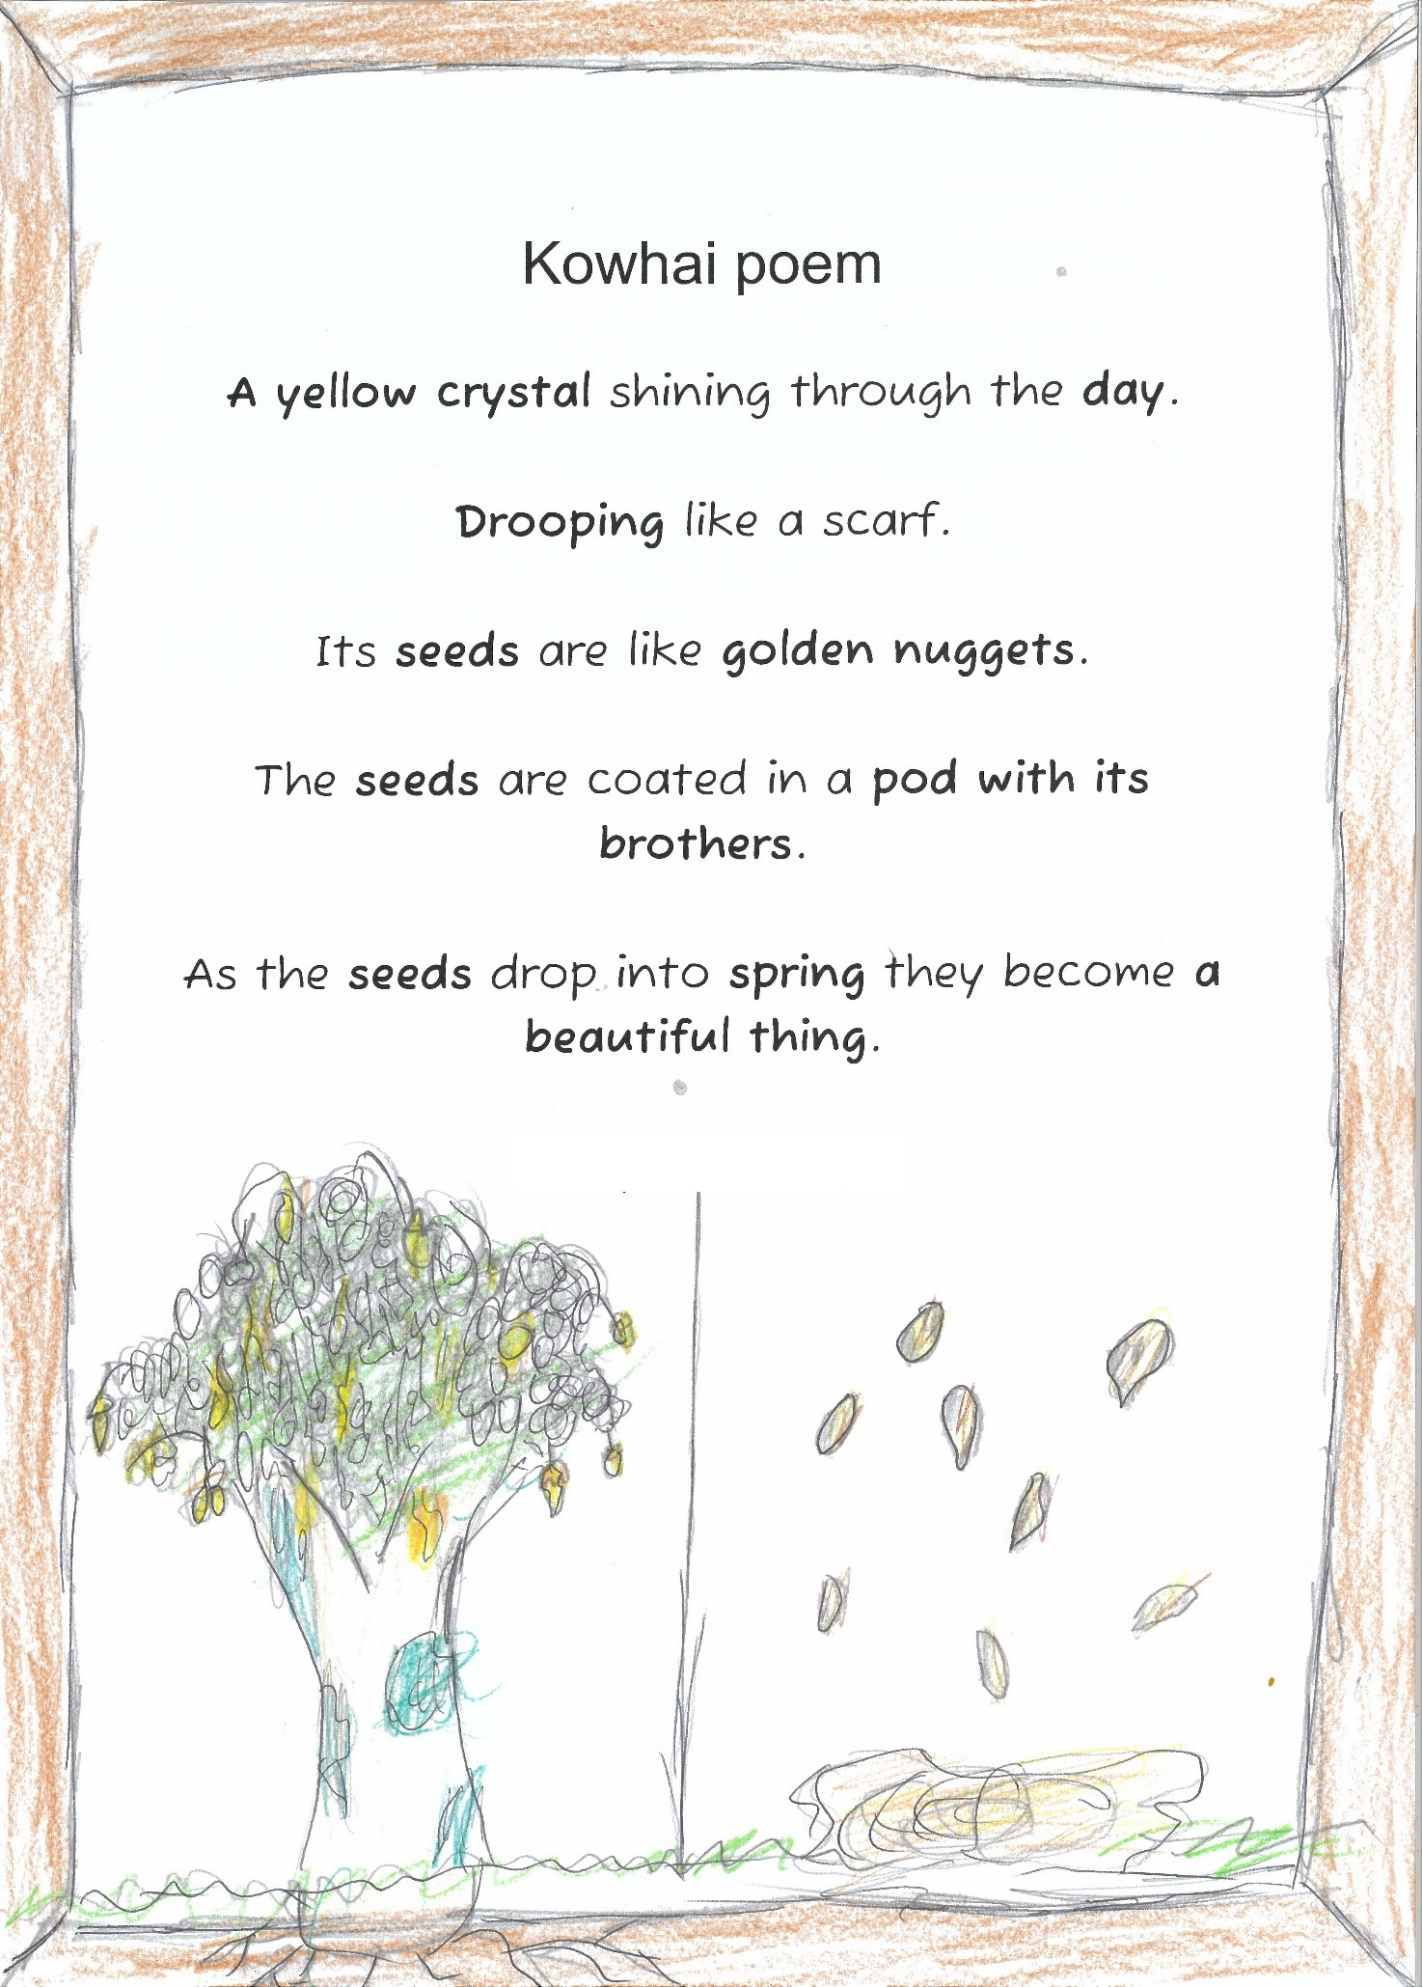 Kowhai poem
A yellow crystal shining through the day.
Drooping like a scarf.
Its seeds are like golden nuggets.
The seeds are coated in a pod with its
brothers.
As the seeds drop into spring they become a
beautiful thing.